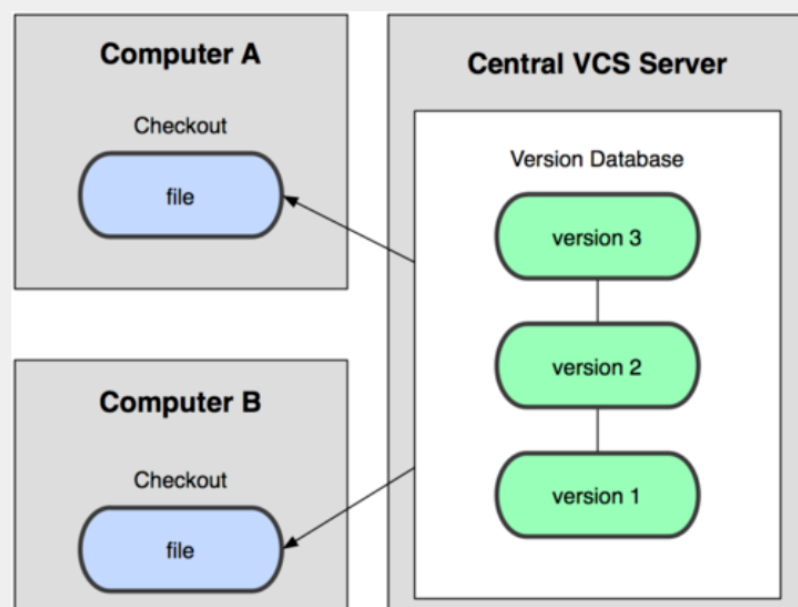 Computer A
Checkout
file
Computer B
Checkout
file
Central VCS Server
Version Database
version 3
version 2
version 1